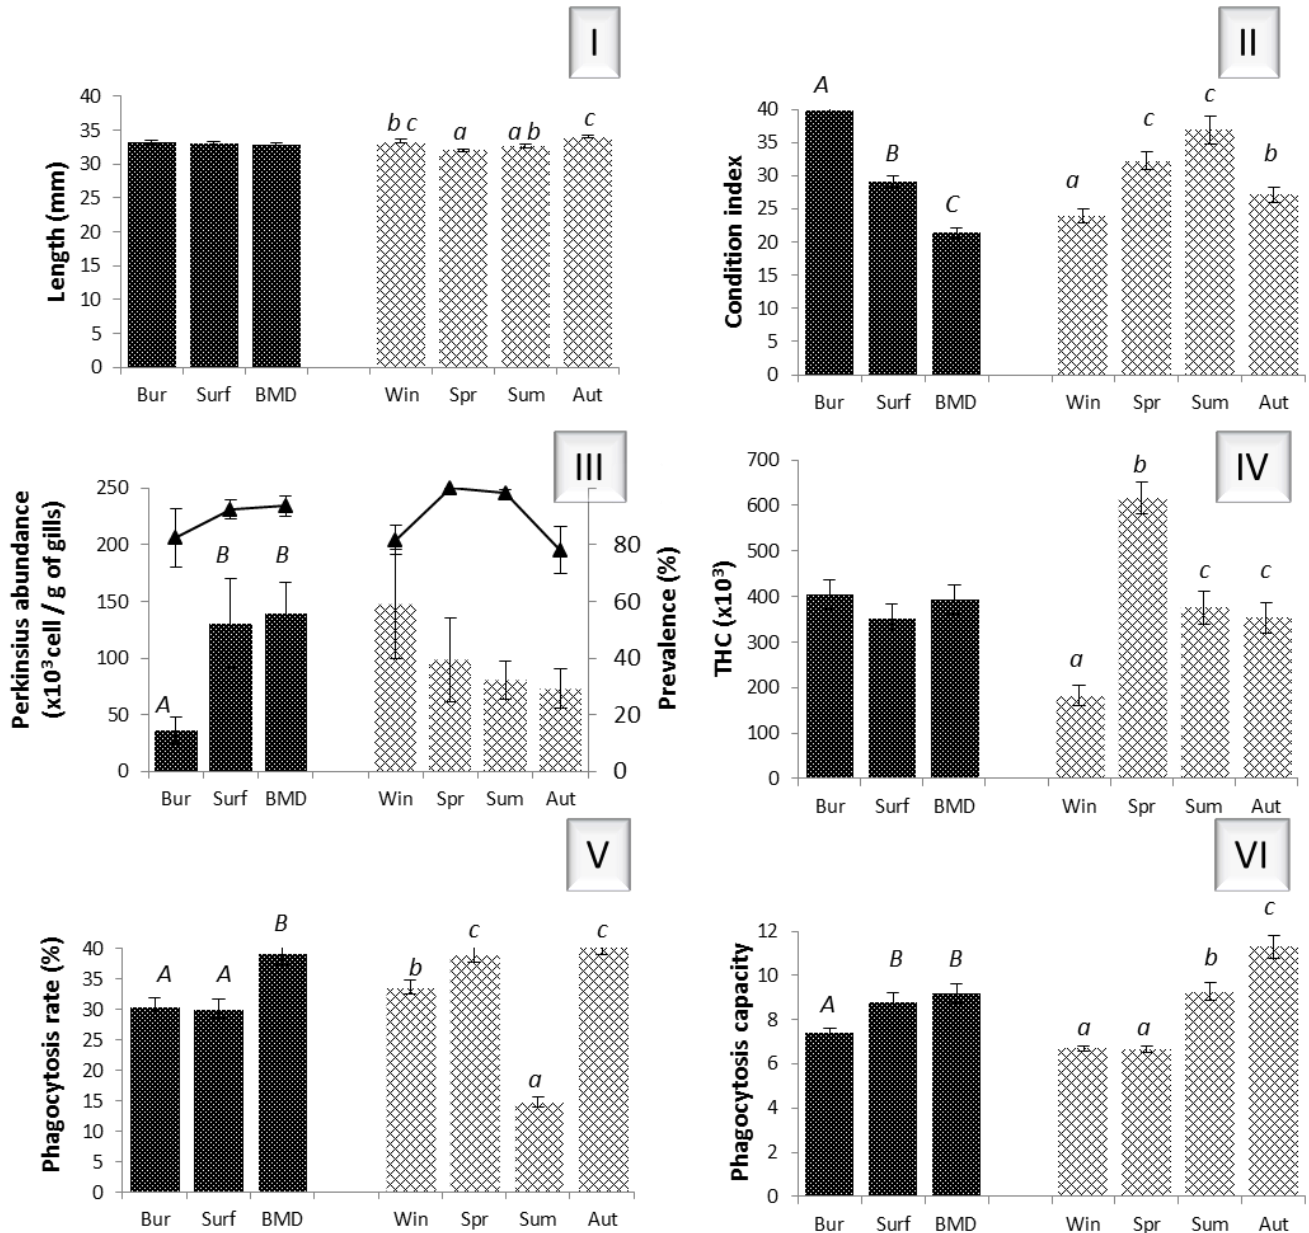 I
Length (mm)
40
35
30
25
20
15
10
5
0
b c
a
a b
c
Bur Surf BMD Win Spr Sum Aut
II
Condition index
40
35
30
25
20
15
10
5
0
A
B
C
a
c
c
b
Bur Surf BMD Win Spr Sum Aut
III
Perkinsius abundance
(x10³ cell / g of gills)
250
200
150
100
50
0
A
B
B
Prevalence (%)
80
60
40
20
0
Bur Surf BMD Win Spr Sum Aut
IV
THC (x10³)
700
600
500
400
300
200
100
0
a
b
c
c
Bur Surf BMD Win Spr Sum Aut
V
Phagocytosis rate (%)
40
35
30
25
20
15
10
5
0
A
A
B
b
c
a
c
Bur Surf BMD Win Spr Sum Aut
VI
Phagocytosis capacity
12
10
8
6
4
2
0
A
B
B
a
a
b
c
Bur Surf BMD Win Spr Sum Aut